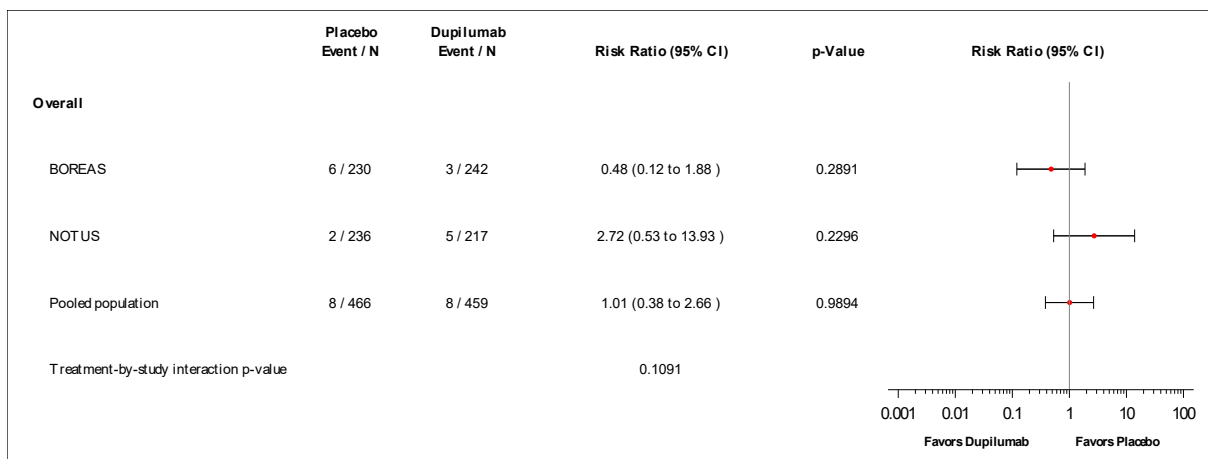 Placebo Dupilumab
Event / N Event / N Risk Ratio (95% CI) p-Value Risk Ratio (95% CI)
Overall
BOREAS 6 / 230 3 / 242 0.48 (0.12 to 1.88 ) 0.2891
NOTUS 2 / 236 5 / 217 2.72 (0.53 to 13.93 ) 0.2296
Pooled population 8 / 466 8 / 459 1.01 (0.38 to 2.66 ) 0.9894
Treatment-by-study interaction p-value 0.1091
0.001 0.01 0.1 1 10 100
Favors Dupilumab Favors Placebo